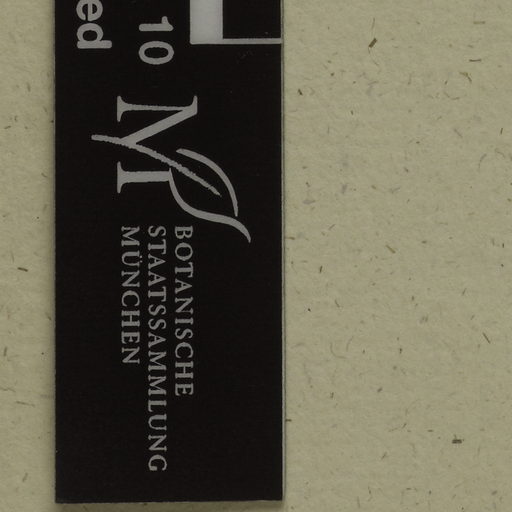 10
ed
M
BOTANISCHE
STAATSSAMMLUNG
MÜNCHEN